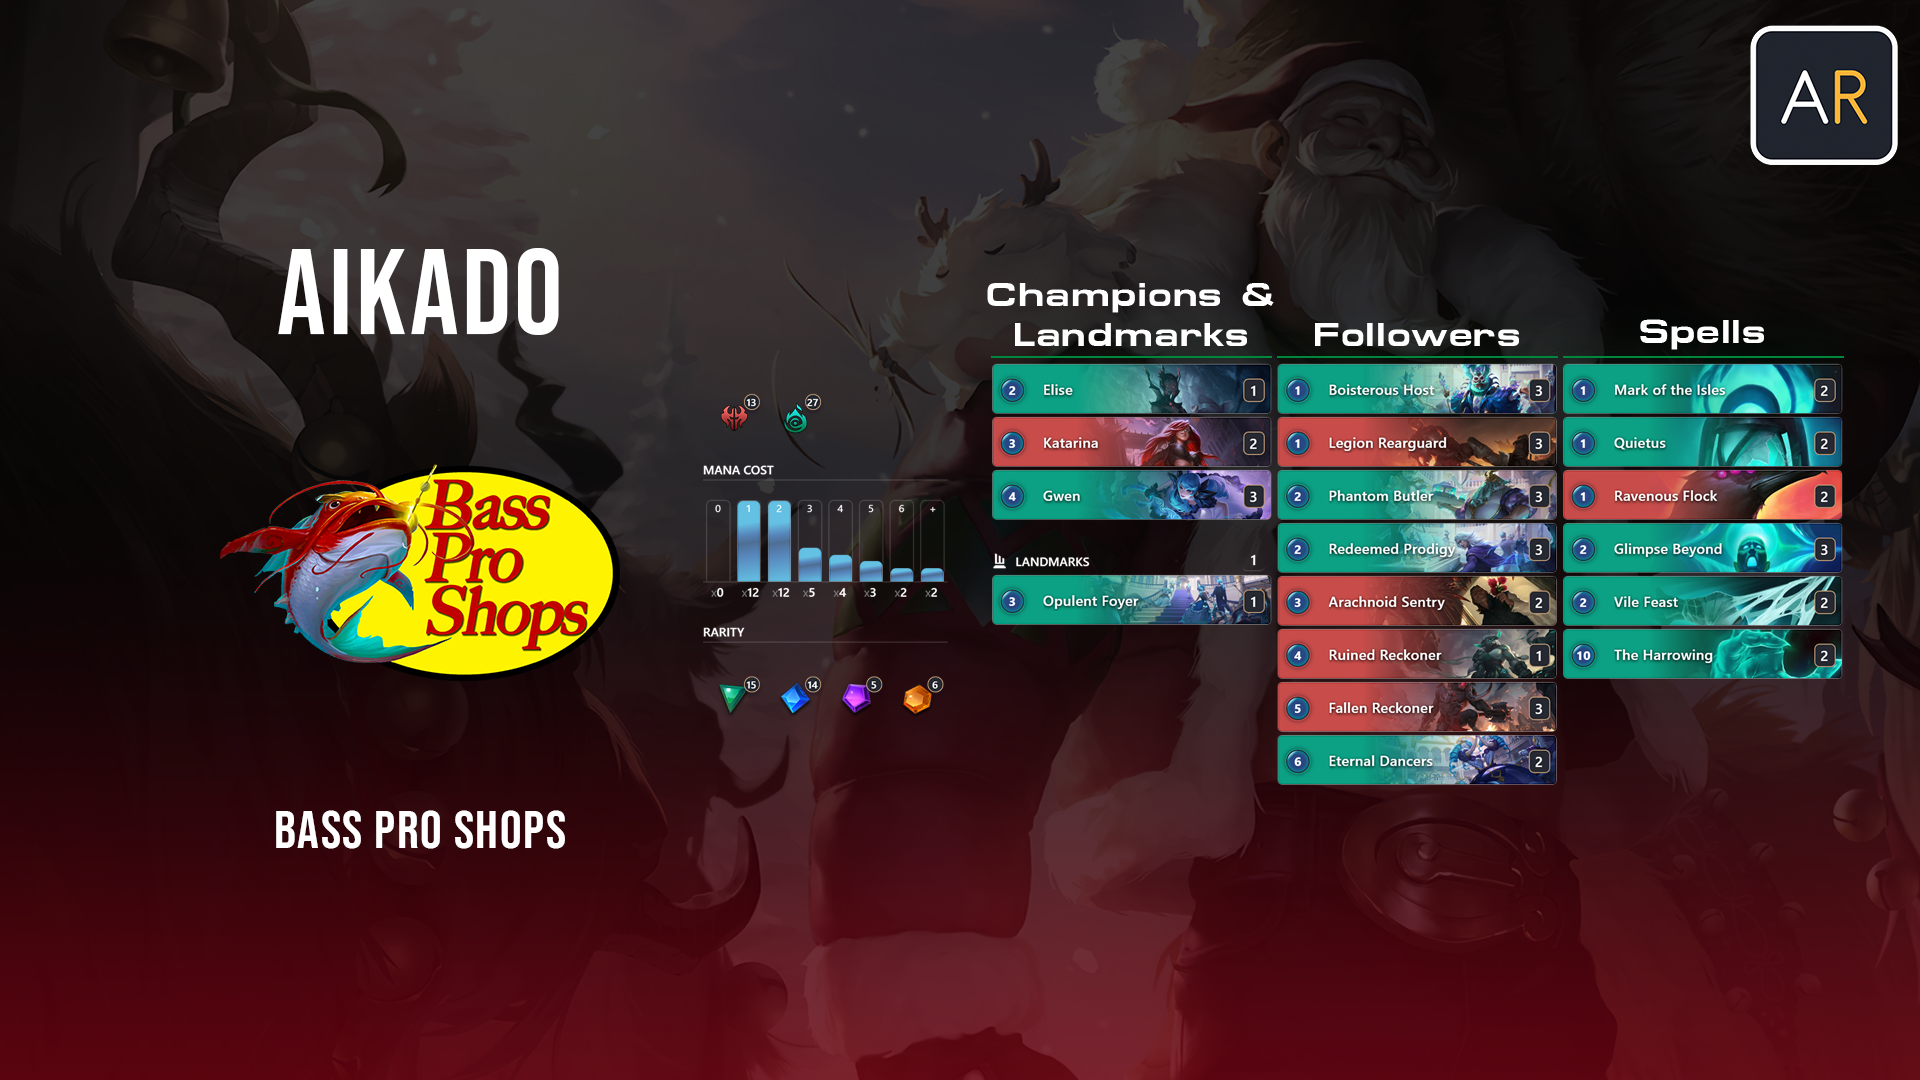 AR
AIKADO
Bass
Pro
Shops
BASS PRO SHOPS
13 27
MANA COST
0 1 2 3 4 5 6 +
x0 x12 x12 x5 x4 x3 x2 x2
RARITY
15 14 5 6
Champions &
Landmarks
2 Elise 1
3 Katarina 2
4 Gwen 3
LANDMARKS 1
3 Opulent Foyer 1
Followers
1 Boisterous Host 3
1 Legion Rearguard 3
2 Phantom Butler 3
2 Redeemed Prodigy 3
3 Arachnoid Sentry 2
4 Ruined Reckoner 1
5 Fallen Reckoner 3
6 Eternal Dancers 2
Spells
1 Mark of the Isles 2
1 Quietus 2
1 Ravenous Flock 2
2 Glimpse Beyond 3
2 Vile Feast 2
10 The Harrowing 2